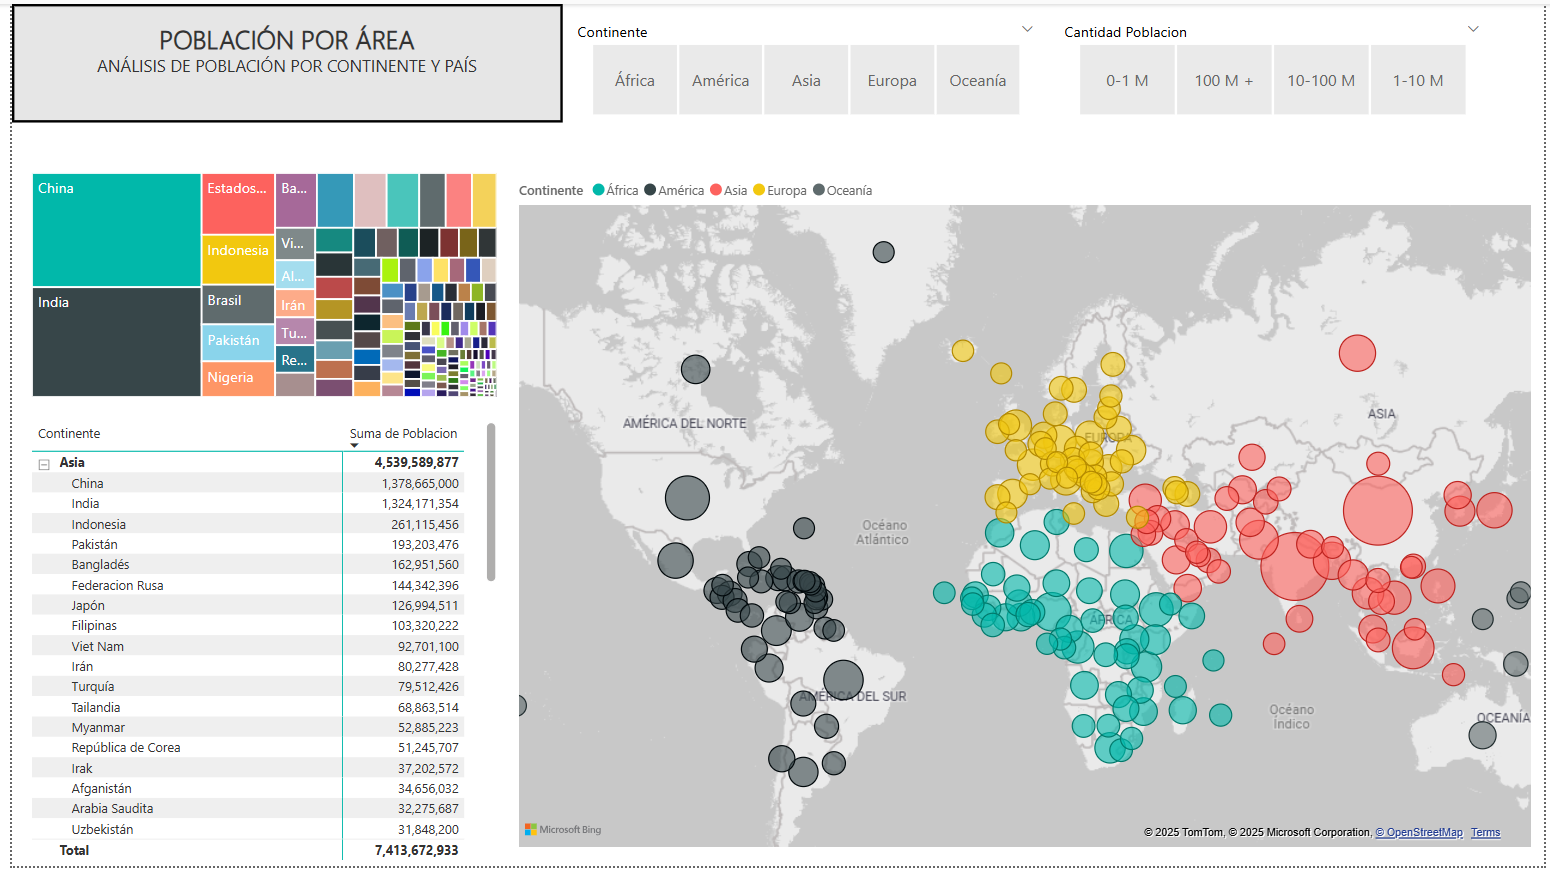 POBLACIÓN POR ÁREA
ANÁLISIS DE POBLACIÓN POR CONTINENTE Y PAÍS
Continente
África
América
Asia
Europa
Oceanía
Cantidad Poblacion
0-1 M
100 M +
10-100 M
1-10 M
China
India
Estados...
Indonesia
Brasil
Pakistán
Nigeria
Ba...
Vi...
Al...
Irán
Tu...
Re...
Continente Suma de Poblacion
Asia 4,539,589,877
China 1,378,665,000
India 1,324,171,354
Indonesia 261,115,456
Pakistán 193,203,476
Bangladés 162,951,560
Federacion Rusa 144,342,396
Japón 126,994,511
Filipinas 103,320,222
Viet Nam 92,701,100
Irán 80,277,428
Turquía 79,512,426
Tailandia 68,863,514
Myanmar 52,885,223
República de Corea 51,245,707
Irak 37,202,572
Afganistán 34,656,032
Arabia Saudita 32,275,687
Uzbekistán 31,848,200
Total 7,413,672,933
Continente África América Asia Europa Oceanía
AMÉRICA DEL NORTE
EUROPA
ASIA
Océano
Atlántico
ÁFRICA
AMÉRICA DEL SUR
Océano
Índico
OCEANÍA
Microsoft Bing
© 2025 TomTom, © 2025 Microsoft Corporation, © OpenStreetMap Terms